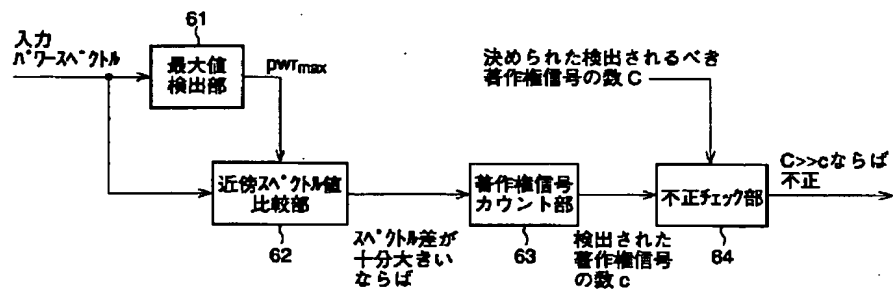 61
入力
パワースペクトル
最大値
検出部
pwrmax
決められた検出されるべき
著作権信号の数 C
近傍スペクトル値
比較部
62
スペクトル差が
十分大きい
ならば
著作権信号
カウント部
63
検出された
著作権信号
の数 c
不正チェック部
64
C>>cならば
不正